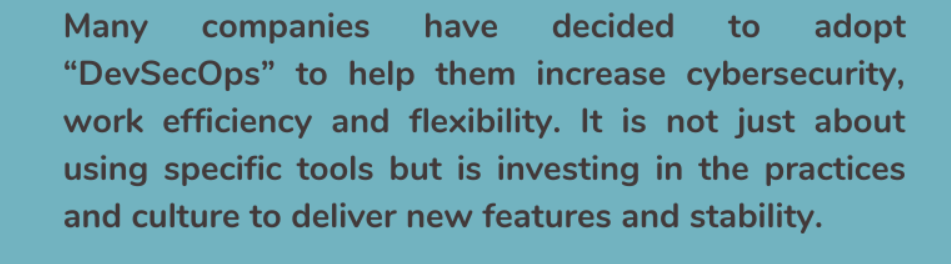 Many companies have decided to adopt
“DevSecOps” to help them increase cybersecurity,
work efficiency and flexibility. It is not just about
using specific tools but is investing in the practices
and culture to deliver new features and stability.